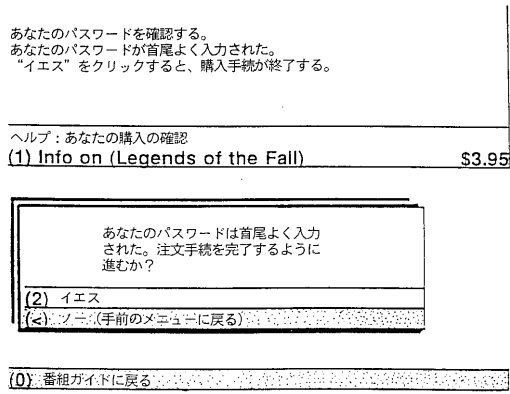 あなたのパスワードを確認する。
あなたのパスワードが首尾よく入力された。
“イエス”をクリックすると、購入手続が終了する。
ヘルプ：あなたの購入の確認
(1) Info on (Legends of the Fall) $3.95
あなたのパスワードは首尾よく入力
された。注文手続を完了するように
進むか？
(2) イエス
(<) ノー（手前のメニューに戻る）
(0) 番組ガイドに戻る